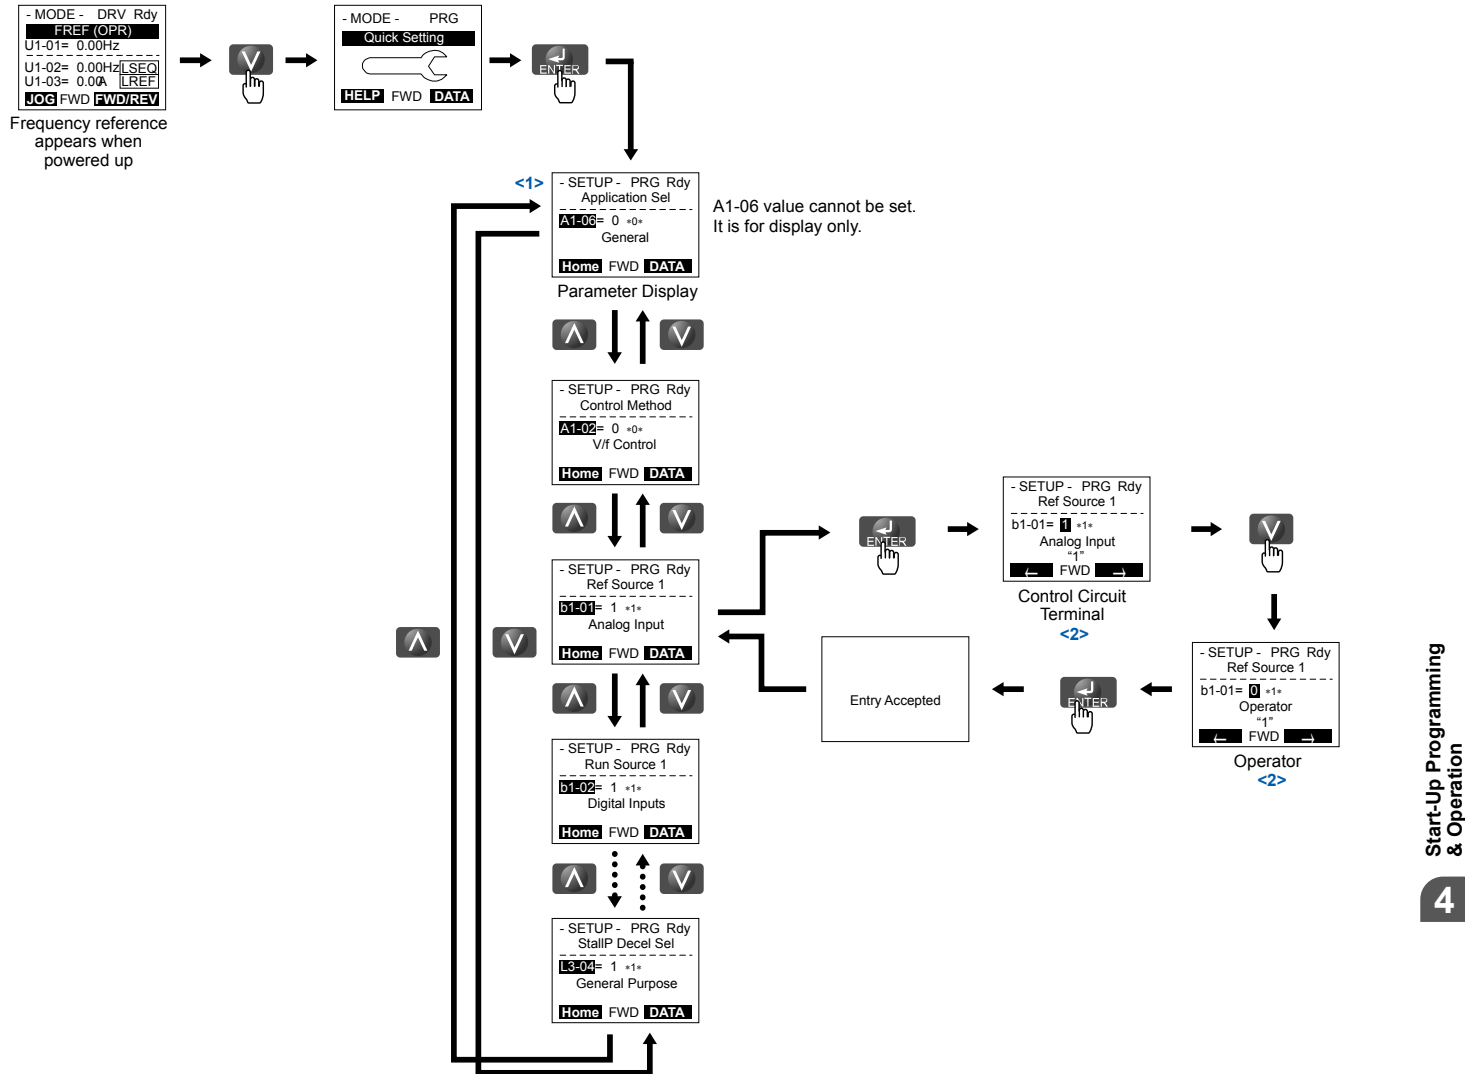 - MODE - DRV Rdy
FREF (OPR)
U1-01= 0.00Hz
U1-02= 0.00Hz LSEQ
U1-03= 0.00A LREF
JOG FWD FWD/REV
Frequency reference
appears when
powered up
- MODE - PRG
Quick Setting
HELP FWD DATA
ENTER
<1>
- SETUP - PRG Rdy
Application Sel
A1-06= 0 *0*
General
Home FWD DATA
Parameter Display
A1-06 value cannot be set.
It is for display only.
- SETUP - PRG Rdy
Control Method
A1-02= 0 *0*
V/f Control
Home FWD DATA
- SETUP - PRG Rdy
Ref Source 1
b1-01= 1 *1*
Analog Input
Home FWD DATA
ENTER
- SETUP - PRG Rdy
Ref Source 1
b1-01= 1 *1*
Analog Input
“1”
← FWD →
Control Circuit
Terminal
<2>
- SETUP - PRG Rdy
Ref Source 1
b1-01= 0 *1*
Operator
“1”
← FWD →
Operator
<2>
ENTER
Entry Accepted
- SETUP - PRG Rdy
Run Source 1
b1-02= 1 *1*
Digital Inputs
Home FWD DATA
- SETUP - PRG Rdy
StallP Decel Sel
L3-04= 1 *1*
General Purpose
Home FWD DATA
Start-Up Programming
& Operation
4